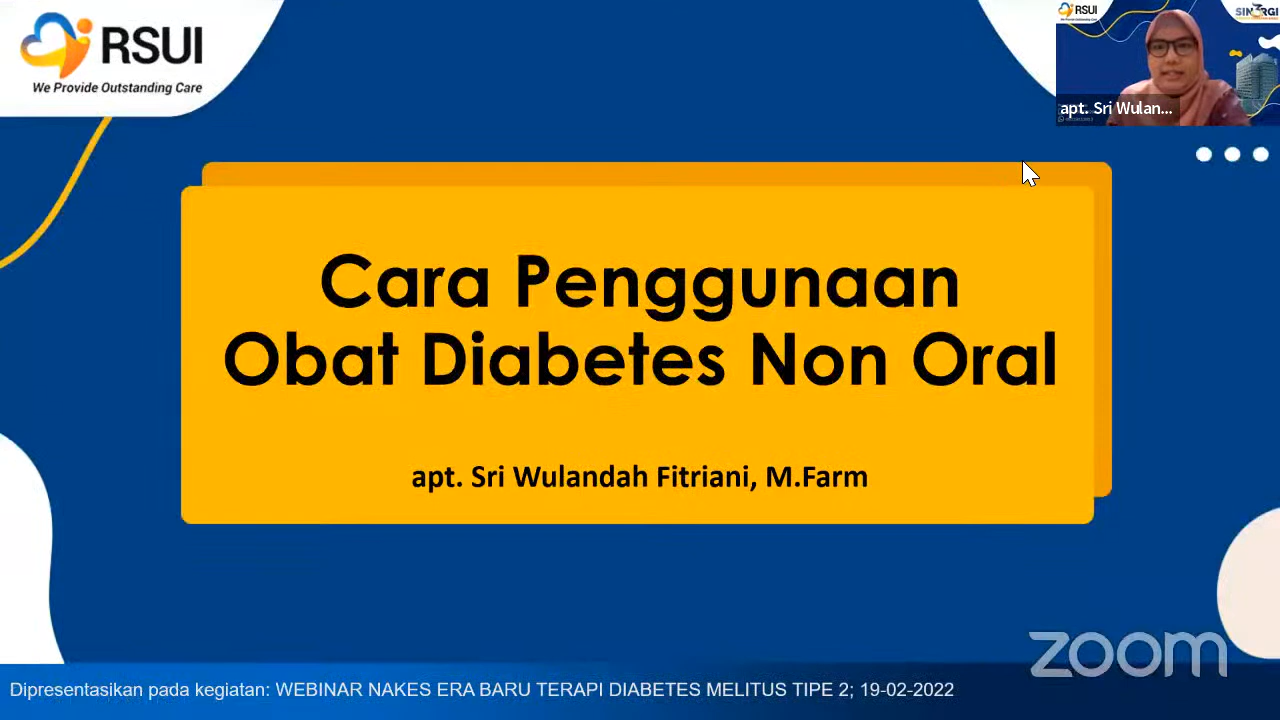 RSUI
We Provide Outstanding Care
RSUI
SINERGI
apt. Sri Wulan...
Cara Penggunaan
Obat Diabetes Non Oral
apt. Sri Wulandah Fitriani, M.Farm
zoom
Dipresentasikan pada kegiatan: WEBINAR NAKES ERA BARU TERAPI DIABETES MELITUS TIPE 2; 19-02-2022